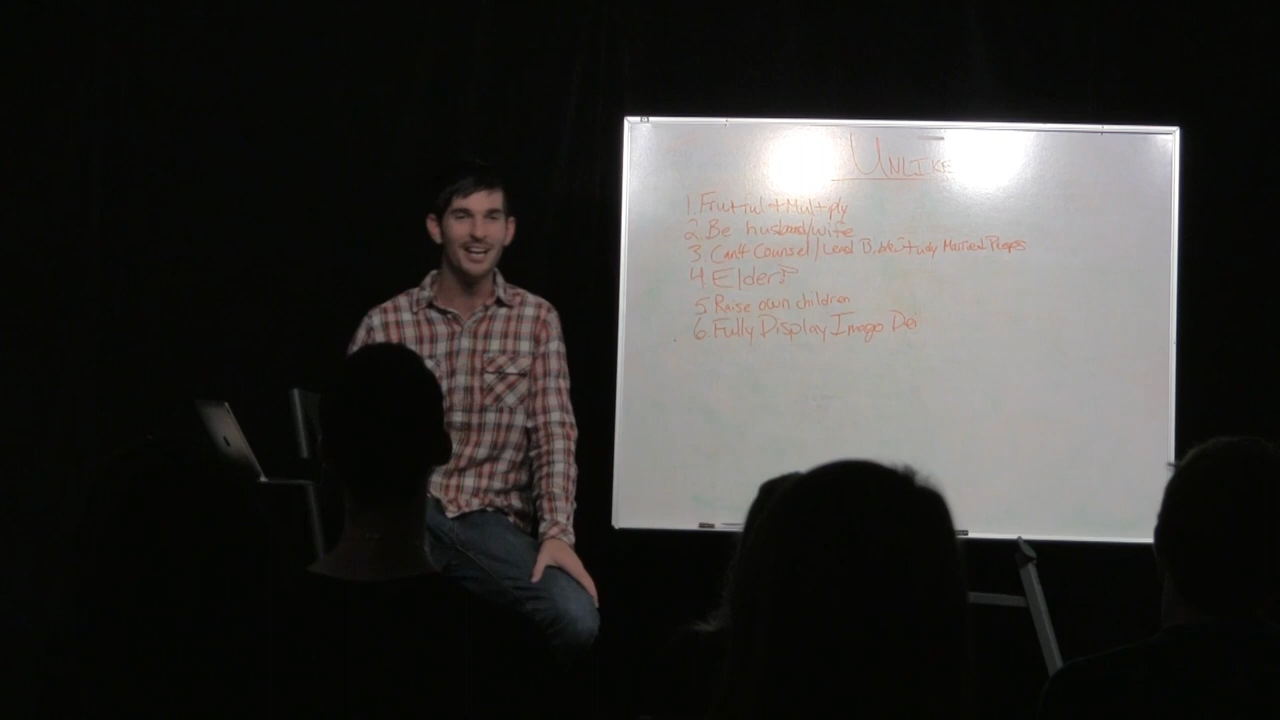 UNLIKE
1. Fruitful + Multiply
2. Be husband/wife
3. Can't Counsel/Lead Bible Study Married Peeps
4. Elder?
5 Raise own children
6. Fully Display Imago Dei